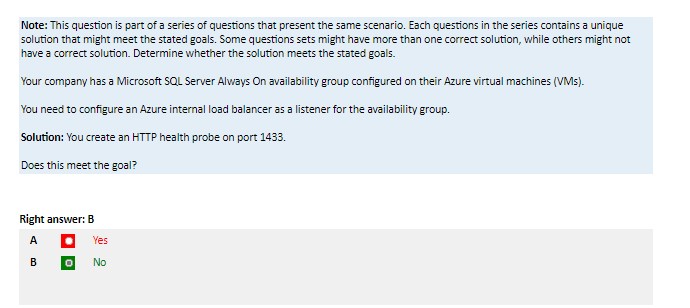 Note: This question is part of a series of questions that present the same scenario. Each questions in the series contains a unique
solution that might meet the stated goals. Some questions sets might have more than one correct solution, while others might not
have a correct solution. Determine whether the solution meets the stated goals.
Your company has a Microsoft SQL Server Always On availability group configured on their Azure virtual machines (VMs).
You need to configure an Azure internal load balancer as a listener for the availability group.
Solution: You create an HTTP health probe on port 1433.
Does this meet the goal?
Right answer: B
A Yes
B No